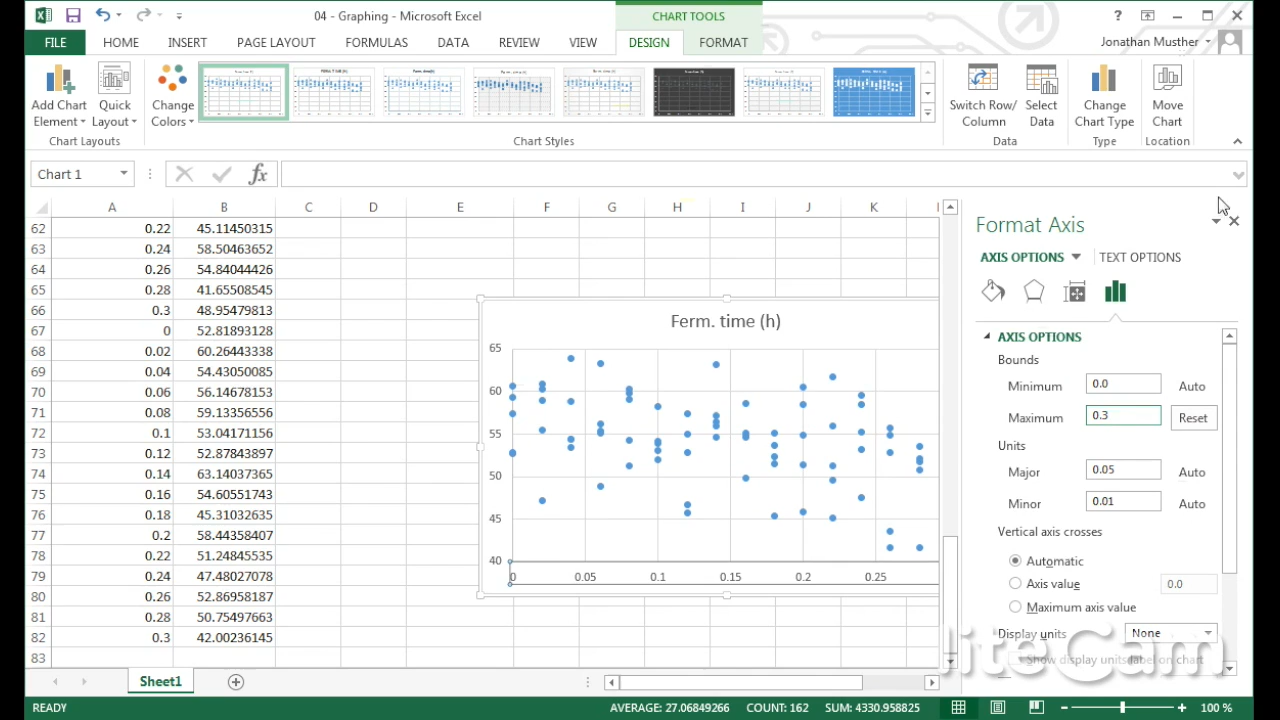 04 - Graphing - Microsoft Excel
CHART TOOLS
?
Jonathan Musther
FILE HOME INSERT PAGE LAYOUT FORMULAS DATA REVIEW VIEW DESIGN FORMAT
Add Chart Element
Quick Layout
Change Colors
Switch Row/ Column
Select Data
Change Chart Type
Move Chart
Chart Layouts
Chart Styles
Data
Type
Location
Chart 1
fx
A B C D E F G H I J K
62 0.22 45.11450315
63 0.24 58.50463652
64 0.26 54.84044426
65 0.28 41.65508545
66 0.3 48.95479813
67 0 52.81893128
68 0.02 60.26443338
69 0.04 54.43050085
70 0.06 56.14678153
71 0.08 59.13356556
72 0.1 53.04171156
73 0.12 52.87843897
74 0.14 63.14037365
75 0.16 54.60551743
76 0.18 45.31032635
77 0.2 58.44358407
78 0.22 51.24845535
79 0.24 47.48027078
80 0.26 52.86958187
81 0.28 50.75497663
82 0.3 42.00236145
83
Ferm. time (h)
65
60
55
50
45
40
0 0.05 0.1 0.15 0.2 0.25
Format Axis
AXIS OPTIONS TEXT OPTIONS
AXIS OPTIONS
Bounds
Minimum 0.0 Auto
Maximum 0.3 Reset
Units
Major 0.05 Auto
Minor 0.01 Auto
Vertical axis crosses
Automatic
Axis value 0.0
Maximum axis value
Display units None
Show display units label on chart
liteCam
Sheet1
READY
AVERAGE: 27.06849266 COUNT: 162 SUM: 4330.958825
100 %